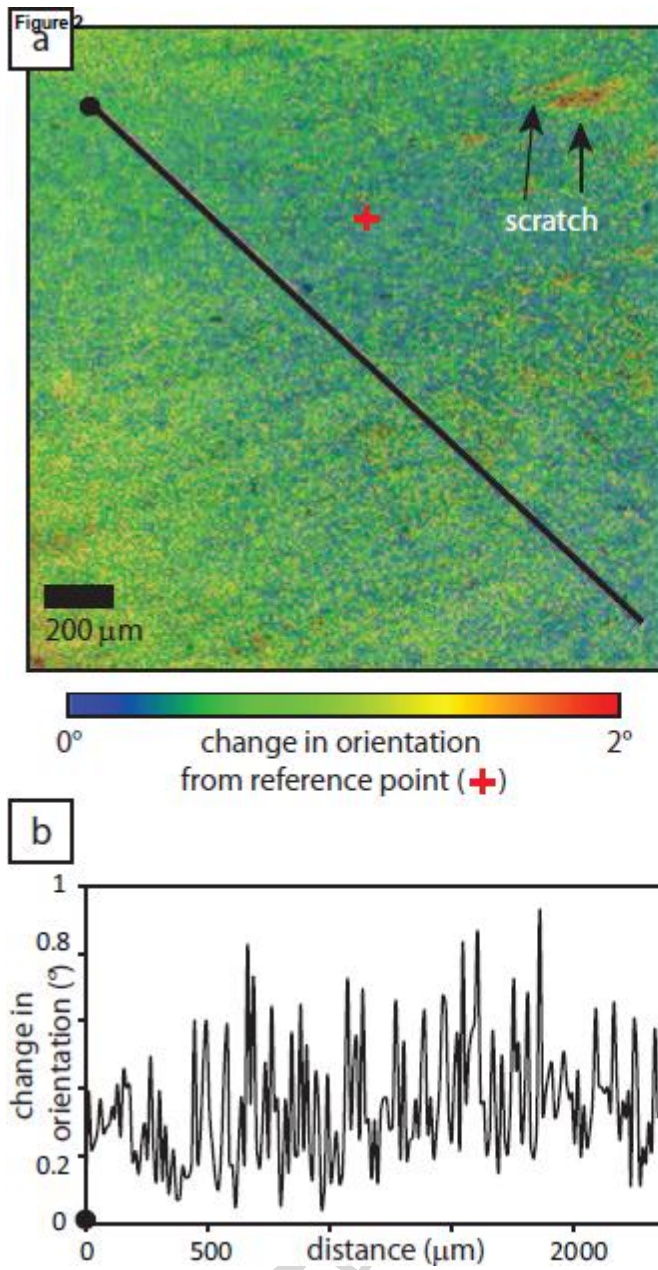 Figure 2
a
scratch
200 μm
0°
change in orientation
2°
from reference point (+)
b
1
0.8
change in
orientation (°)
0.2
0
0
500
distance (μm)
2000